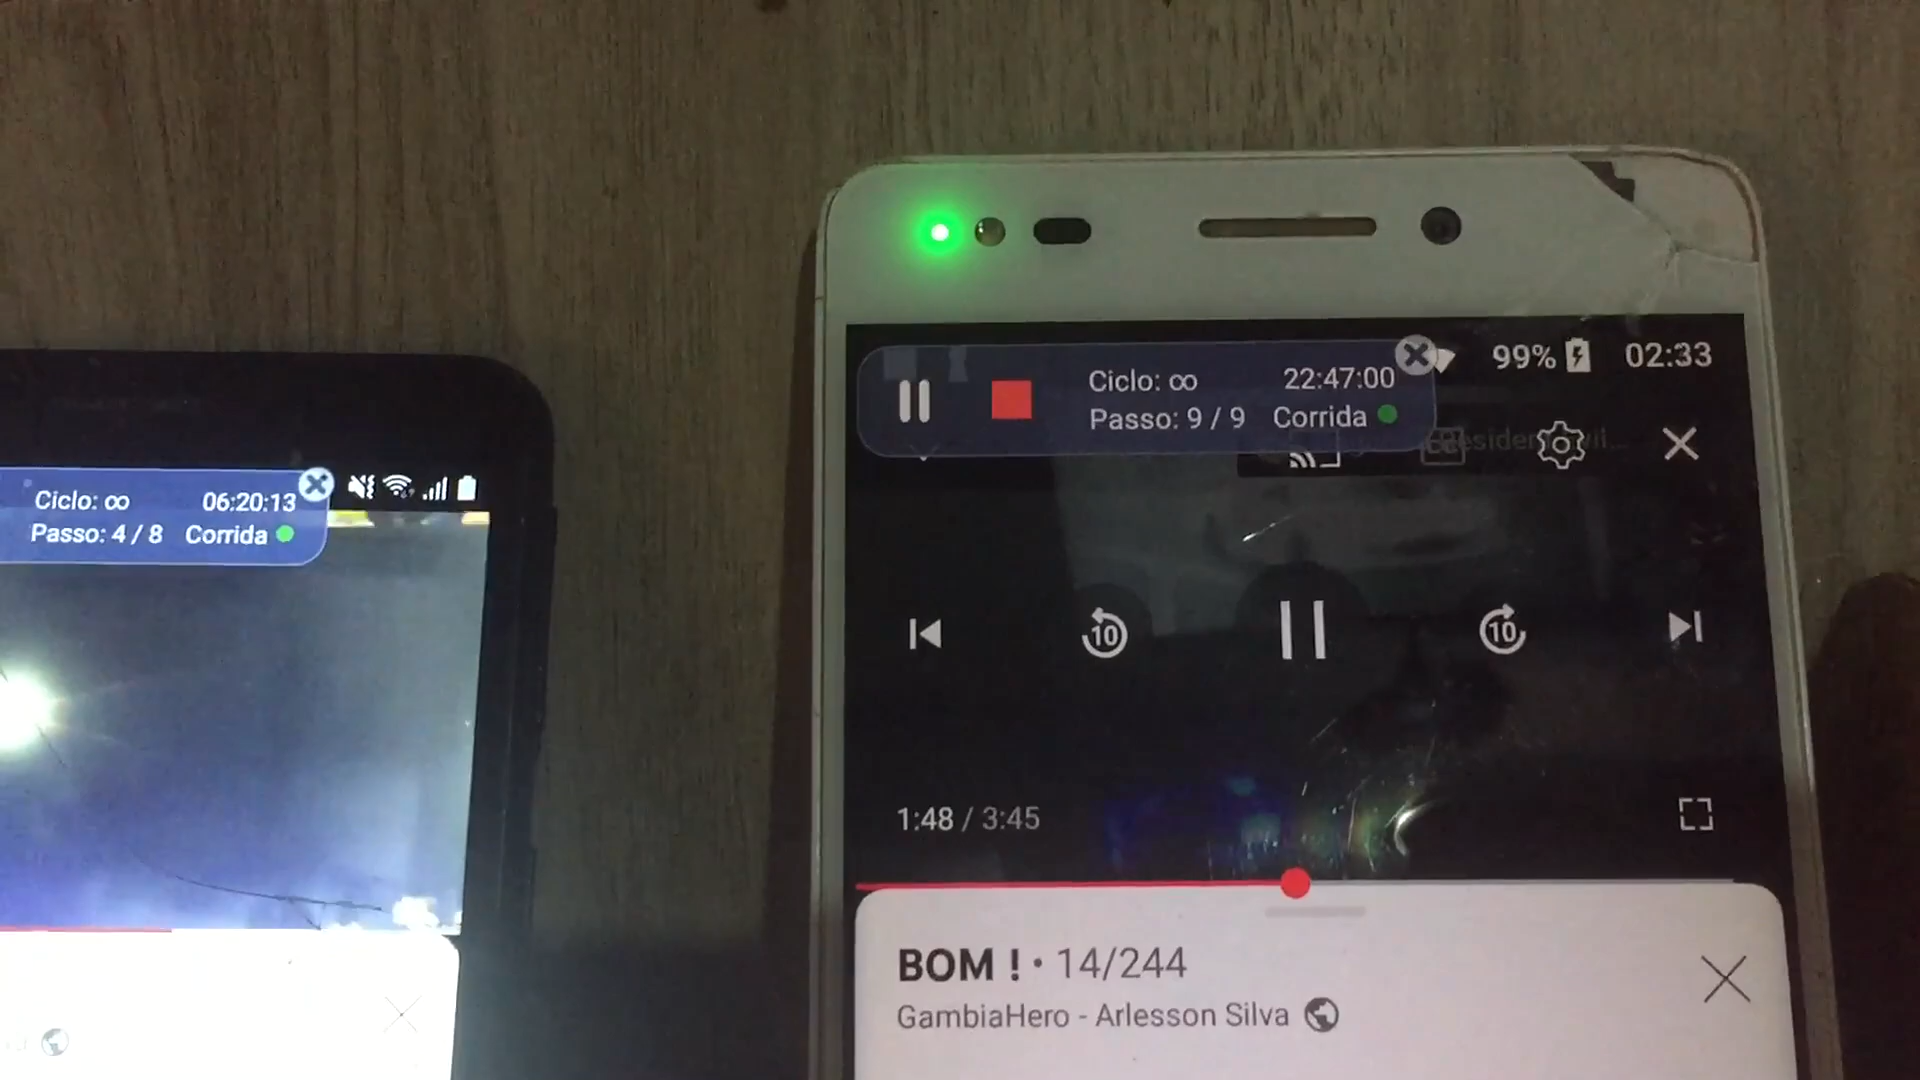 Ciclo: ∞ 06:20:13
Passo: 4 / 8 Corrida
Ciclo: ∞ 22:47:00
Passo: 9 / 9 Corrida
99% 02:33
10
10
1:48 / 3:45
BOM ! • 14/244
GambiaHero - Arlesson Silva